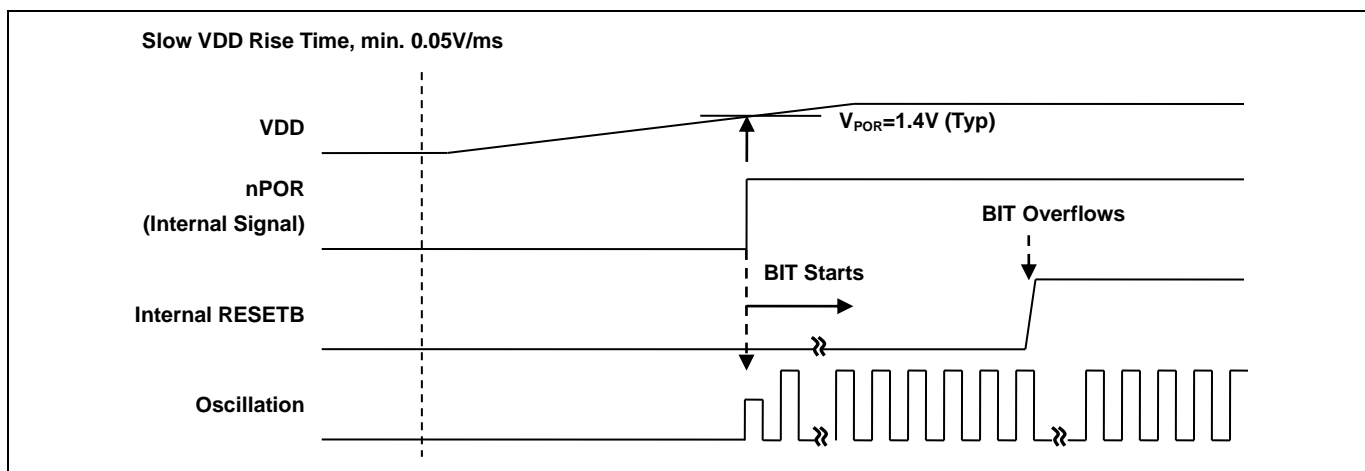 Slow VDD Rise Time, min. 0.05V/ms
VDD
VPOR=1.4V (Typ)
nPOR
(Internal Signal)
BIT Overflows
BIT Starts
Internal RESETB
Oscillation